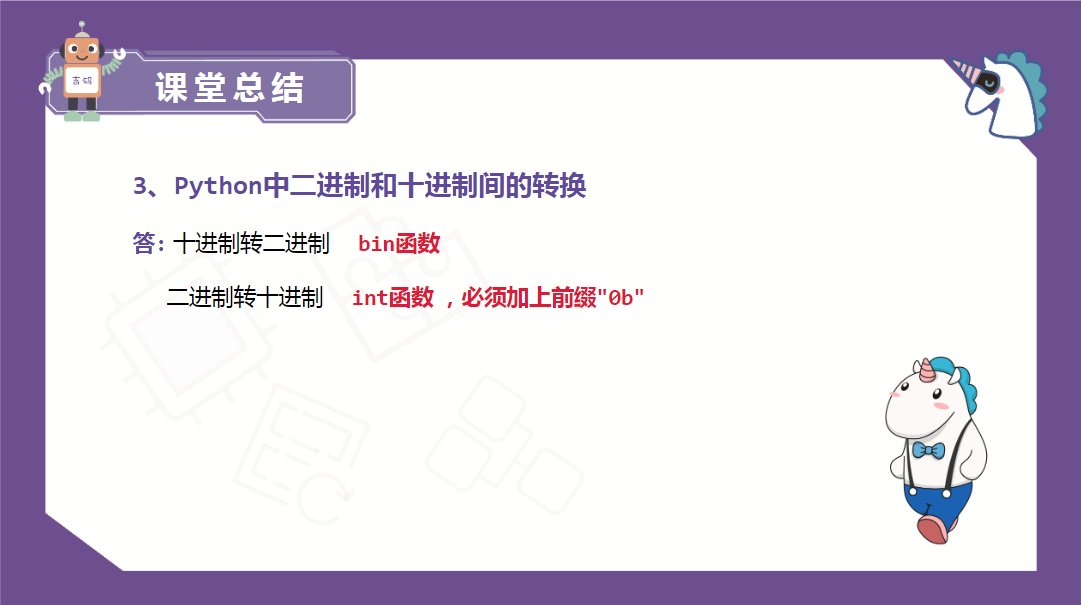 吉码
课堂总结
3、Python中二进制和十进制间的转换
答：十进制转二进制 bin函数
二进制转十进制 int函数 ，必须加上前缀"0b"